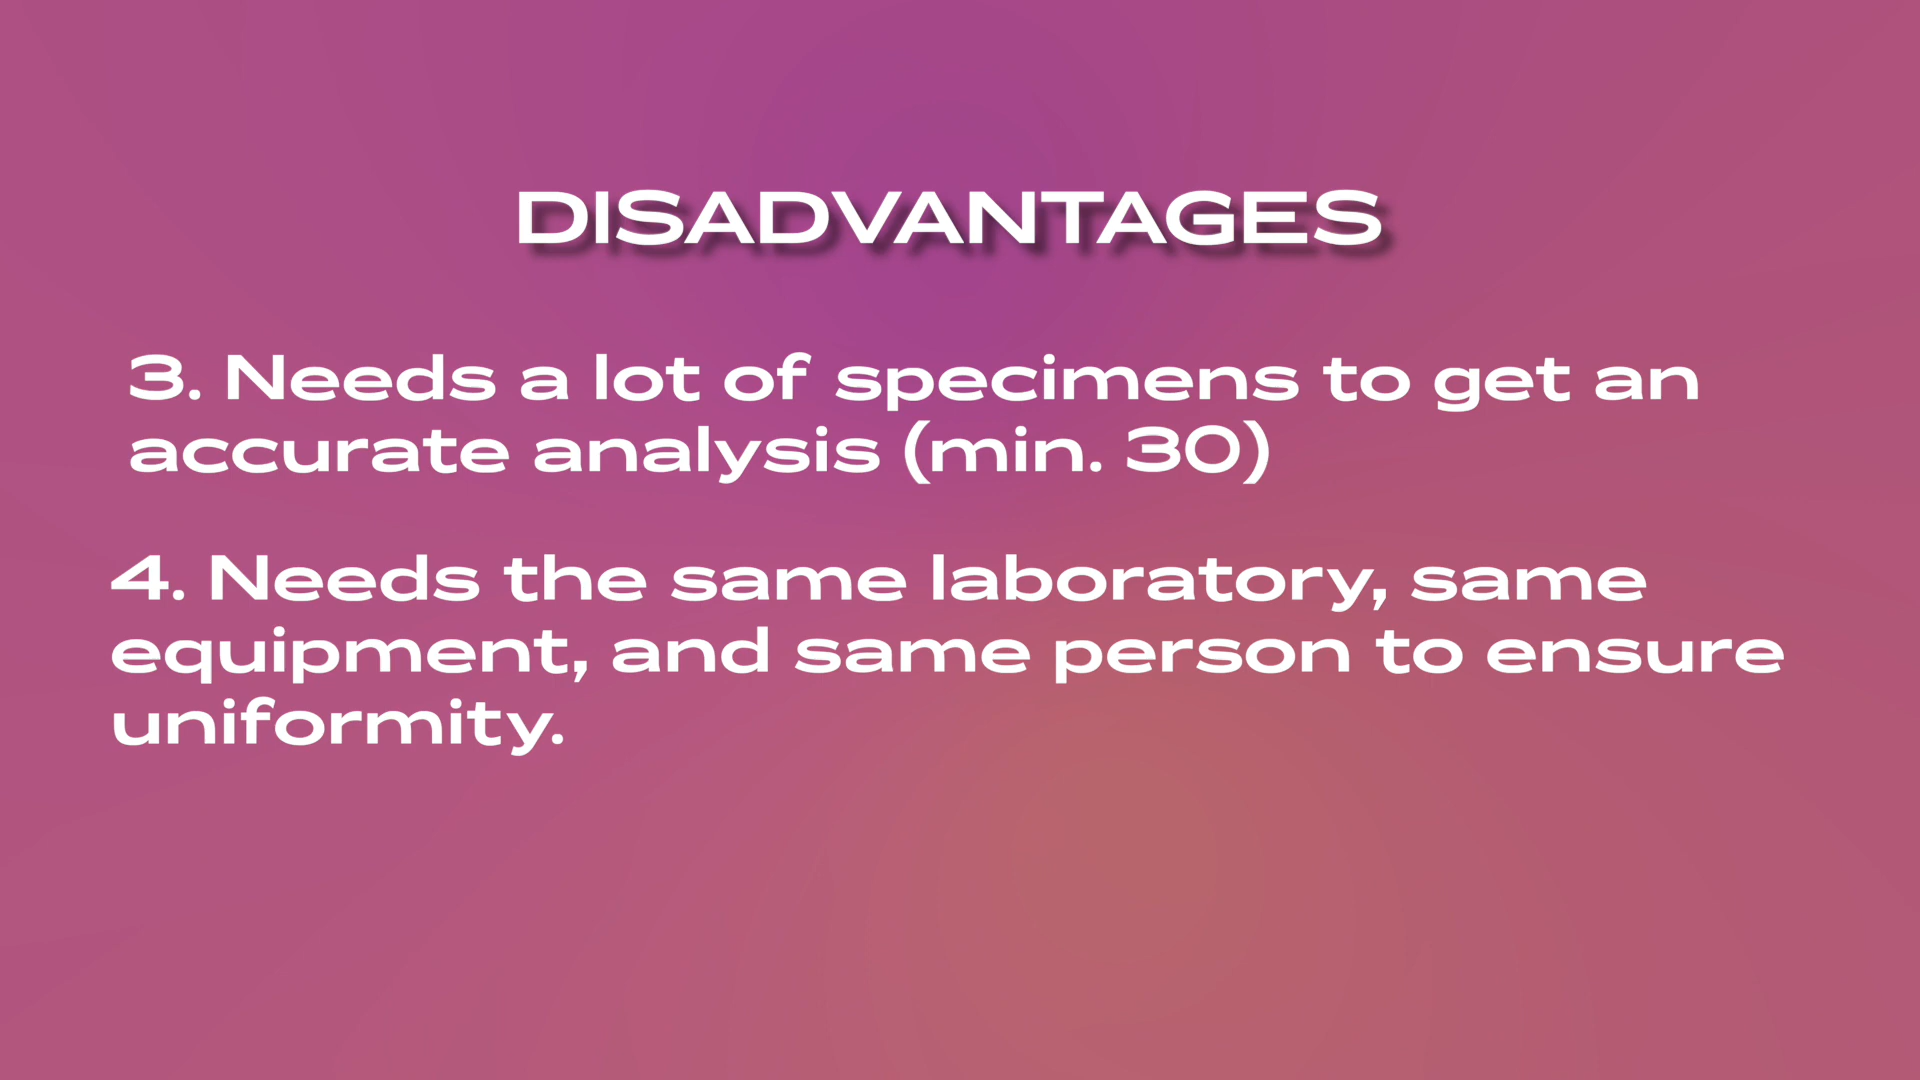 DISADVANTAGES
3. Needs a lot of specimens to get an
accurate analysis (min. 30)
4. Needs the same laboratory, same
equipment, and same person to ensure
uniformity.